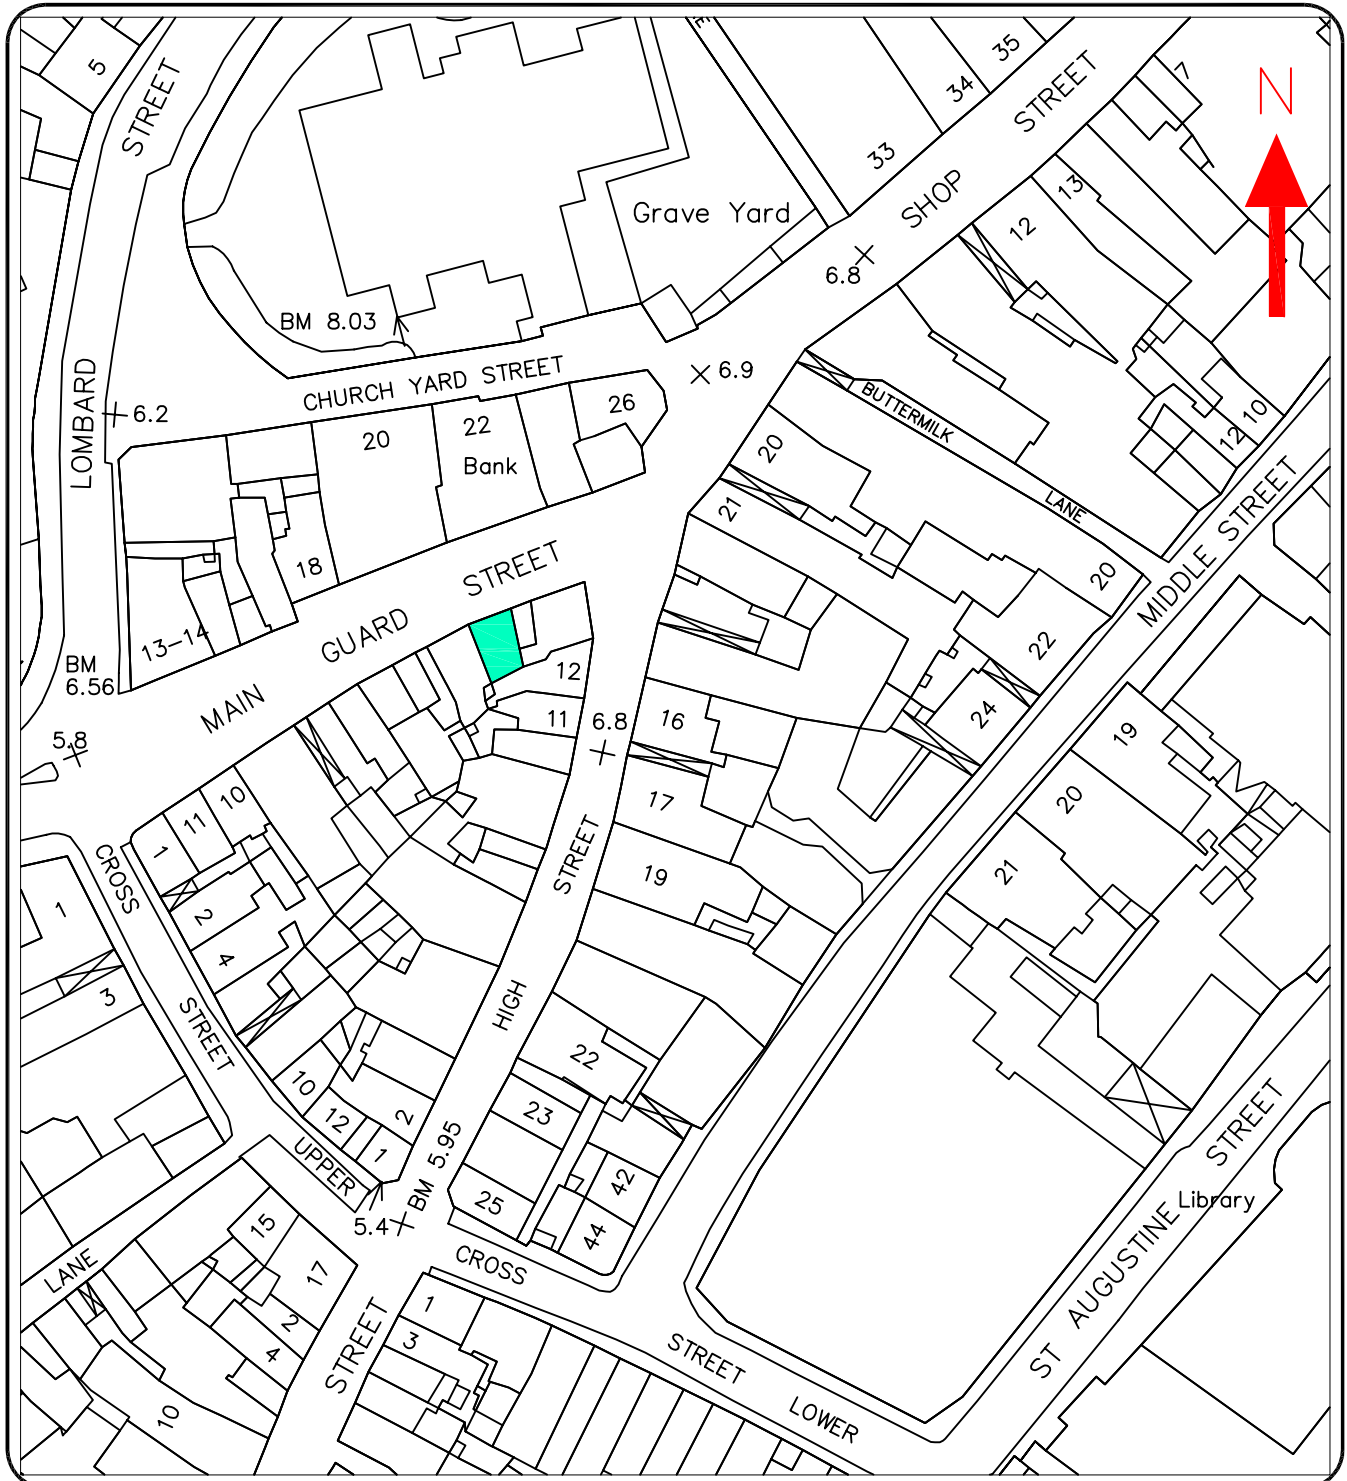 5
STREET
E
35
34
33
STREET
7
N
SHOP
13
12
Grave Yard
6.8
BM 8.03
6.9
CHURCH YARD STREET
LOMBARD
6.2
20
22
Bank
26
BUTTERMILK
LANE
10
12
20
21
MIDDLE STREET
20
22
24
18
13-14
STREET
GUARD
MAIN
BM
6.56
5.8
12
11
6.8
16
17
19
19
20
21
10
11
1
CROSS
2
4
1
3
STREET
STREET
HIGH
22
23
25
42
44
10
12
1
2
UPPER
BM 5.95
5.4
CROSS
STREET
LOWER
STREET
Library
ST AUGUSTINE
LANE
15
17
2
4
10
STREET
1
3